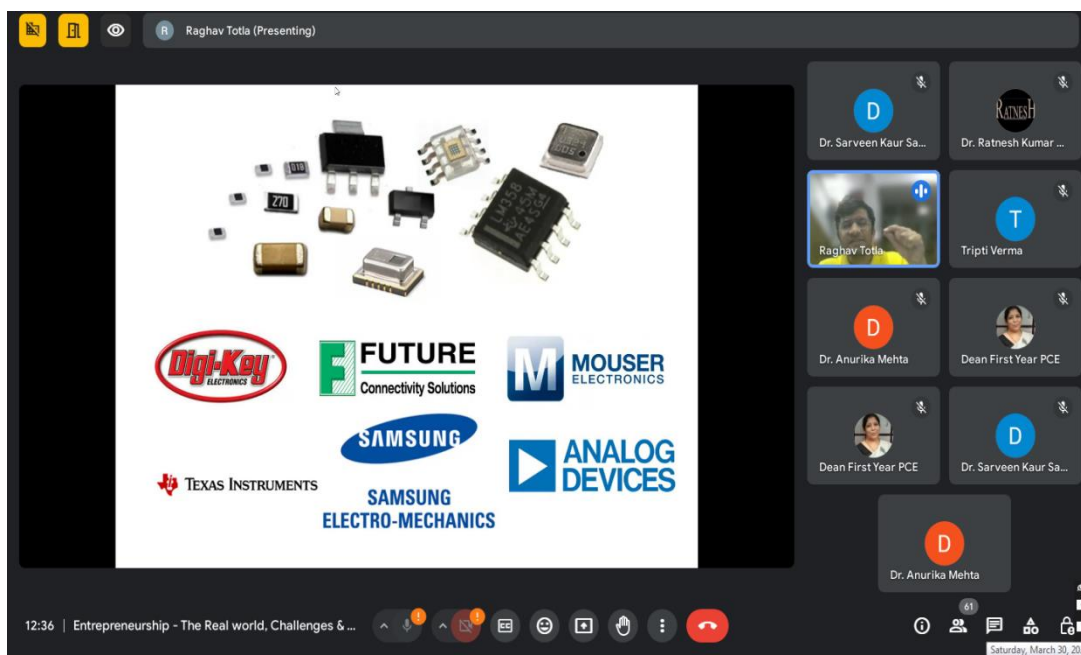 R Raghav Totla (Presenting)
270
LM358
Digi-Key
ELECTRONICS
FUTURE
Connectivity Solutions
M MOUSER
ELECTRONICS
SAMSUNG
TEXAS INSTRUMENTS
SAMSUNG
ELECTRO-MECHANICS
ANALOG
DEVICES
D
Dr. Sarveen Kaur Sa...
RATNESH
Dr. Ratnesh Kumar ...
Raghav Totla
T
Tripti Verma
D
Dr. Anurika Mehta
Dean First Year PCE
Dean First Year PCE
D
Dr. Sarveen Kaur Sa...
D
Dr. Anurika Mehta
12:36 | Entrepreneurship - The Real world, Challenges & ...
CC
61
Saturday, March 30, 20